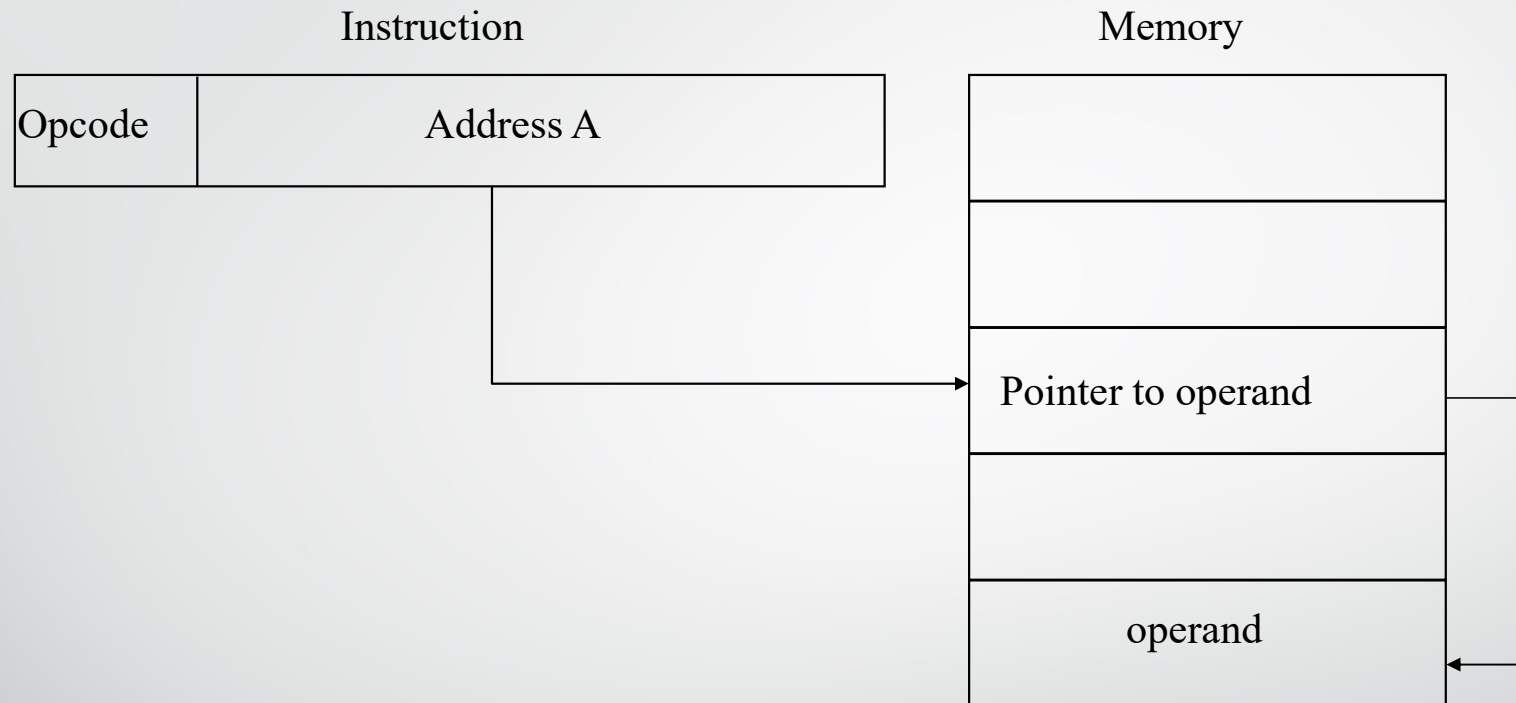 Instruction
Memory
Opcode
Address A
Pointer to operand
operand